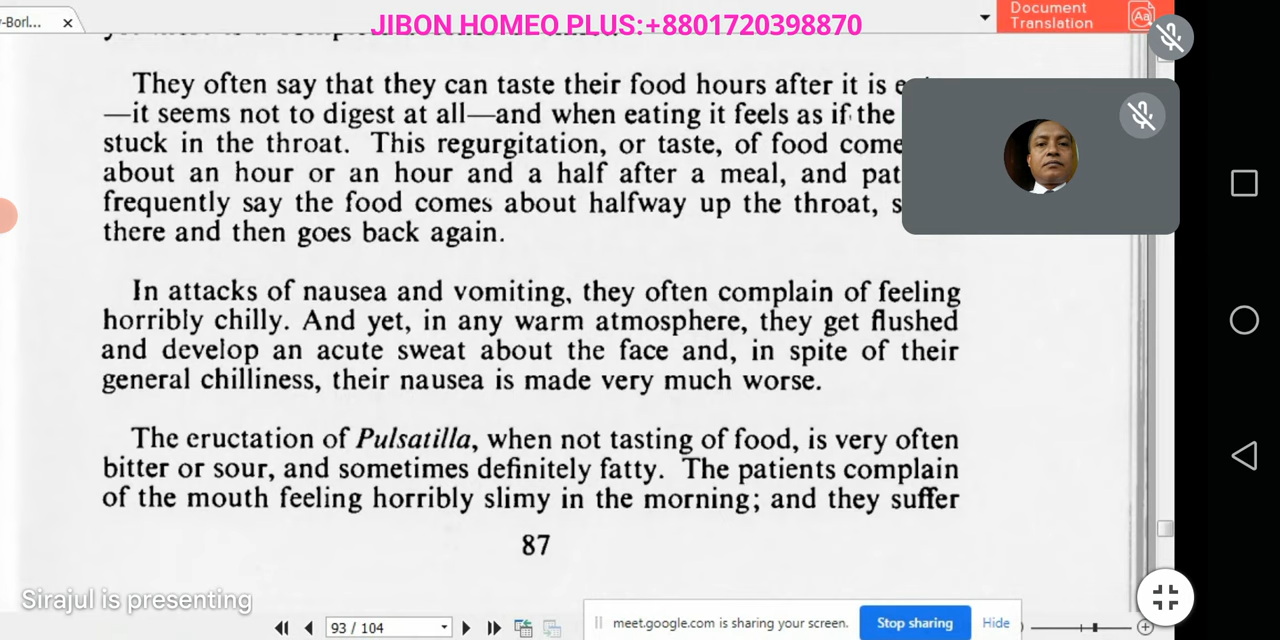 -Borl...
JIBON HOMEO PLUS:+8801720398870
Document
Translation
Aa
They often say that they can taste their food hours after it is
—it seems not to digest at all—and when eating it feels as if the
stuck in the throat. This regurgitation, or taste, of food come
about an hour or an hour and a half after a meal, and pat
frequently say the food comes about halfway up the throat, s
there and then goes back again.
In attacks of nausea and vomiting, they often complain of feeling
horribly chilly. And yet, in any warm atmosphere, they get flushed
and develop an acute sweat about the face and, in spite of their
general chilliness, their nausea is made very much worse.
The eructation of Pulsatilla, when not tasting of food, is very often
bitter or sour, and sometimes definitely fatty. The patients complain
of the mouth feeling horribly slimy in the morning; and they suffer
87
Sirajul is presenting
93 / 104
meet.google.com is sharing your screen.
Stop sharing
Hide